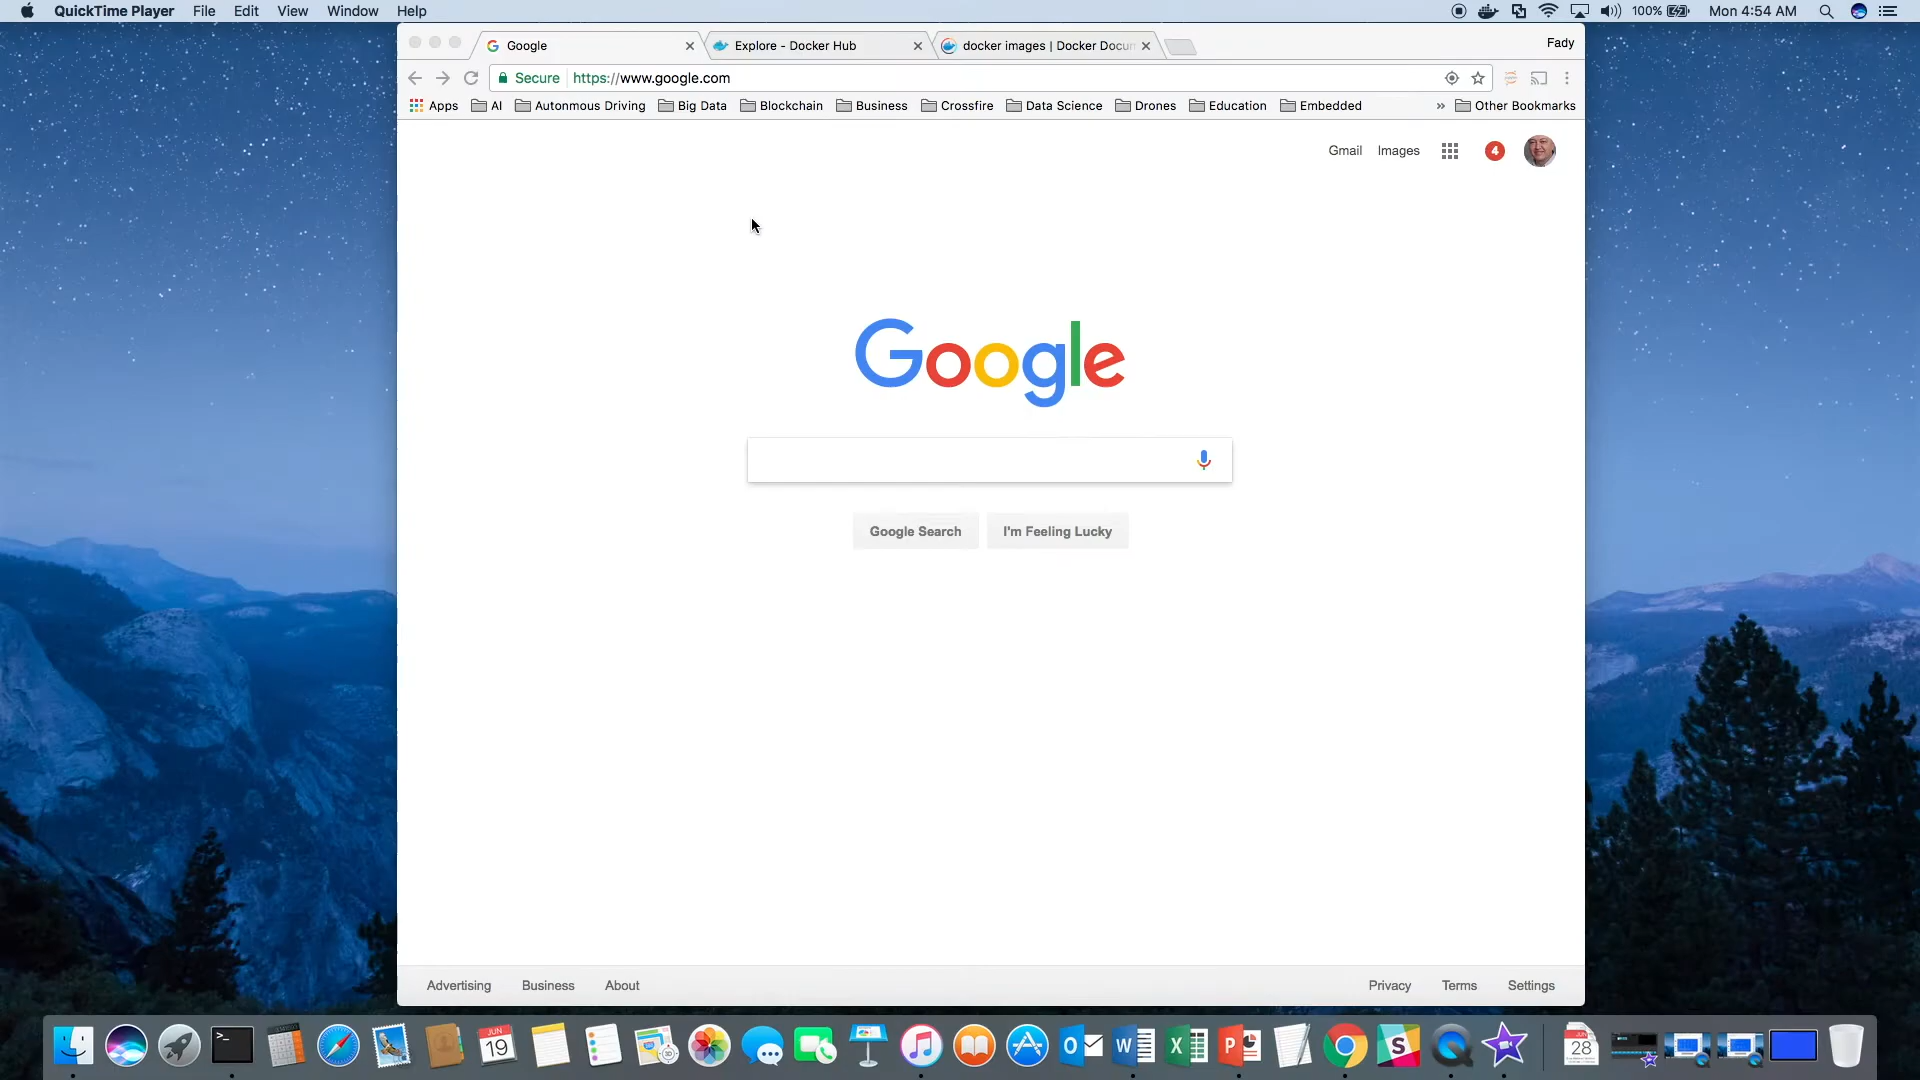 QuickTime Player File Edit View Window Help 100% Mon 4:54 AM
Google Explore - Docker Hub docker images | Docker Docum Fady
Secure https://www.google.com
Apps AI Autonmous Driving Big Data Blockchain Business Crossfire Data Science Drones Education Embedded » Other Bookmarks
Gmail Images 4
Google
Google Search I'm Feeling Lucky
Advertising Business About Privacy Terms Settings
JUN
19
28